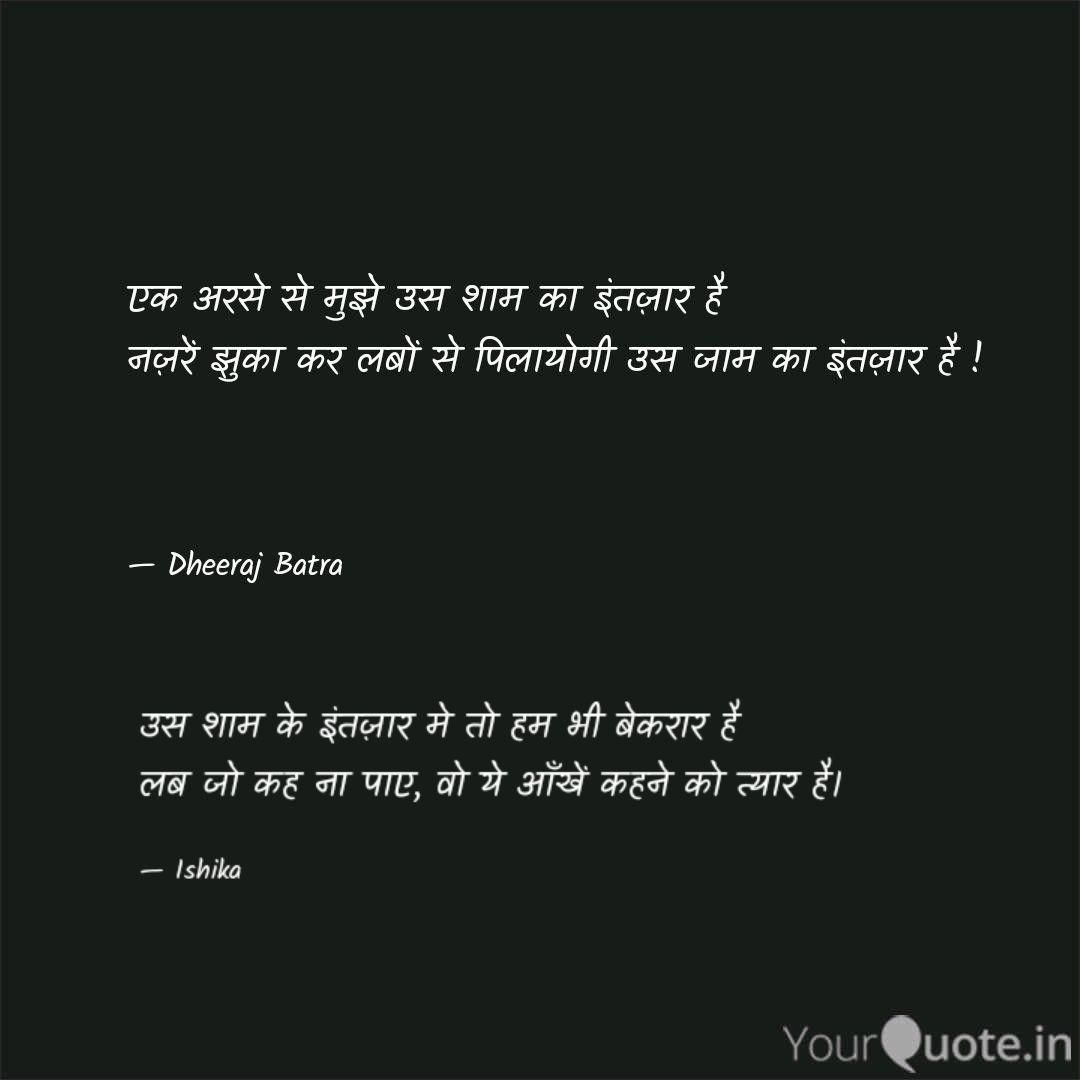 एक अरसे से मुझे उस शाम का इंतज़ार है
नज़रें झुका कर लबों से पिलायोगी उस जाम का इंतज़ार है !
— Dheeraj Batra
उस शाम के इंतज़ार मे तो हम भी बेकरार है
लब जो कह ना पाए, वो ये आँखें कहने को त्यार है।
— Ishika
YourQuote.in